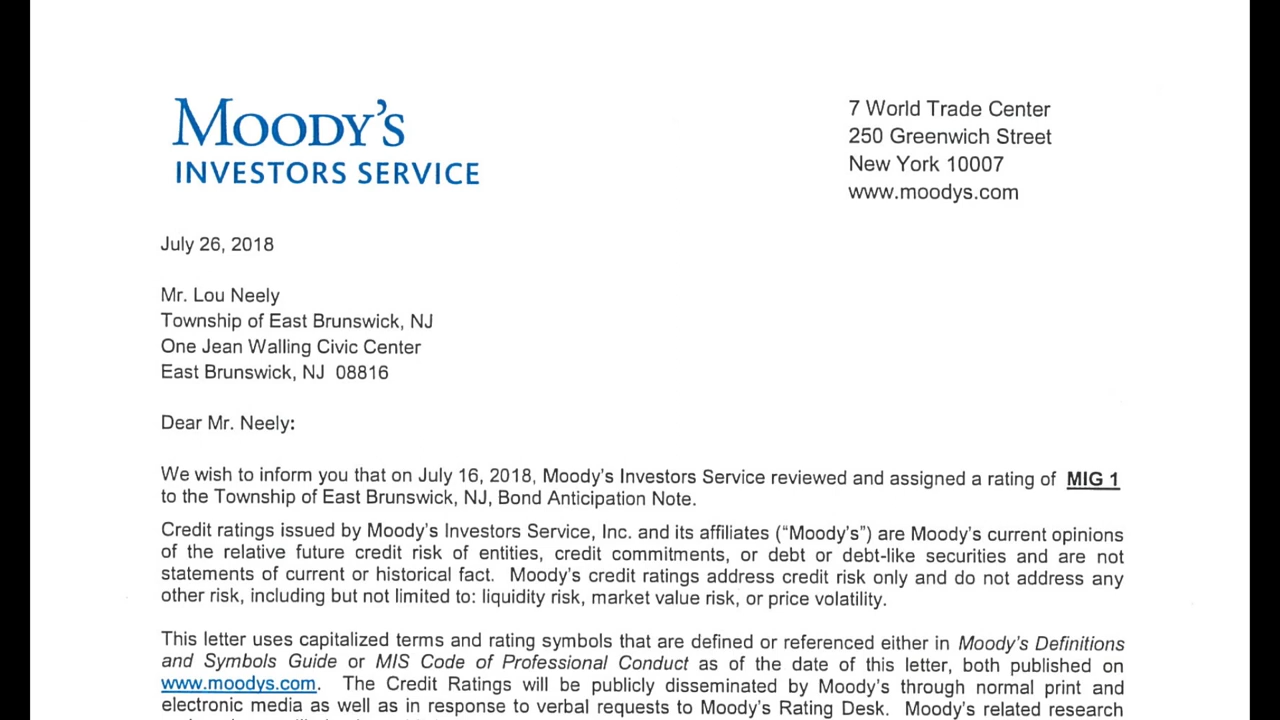 MOODY'S
INVESTORS SERVICE
7 World Trade Center
250 Greenwich Street
New York 10007
www.moodys.com
July 26, 2018
Mr. Lou Neely
Township of East Brunswick, NJ
One Jean Walling Civic Center
East Brunswick, NJ  08816
Dear Mr. Neely:
We wish to inform you that on July 16, 2018, Moody's Investors Service reviewed and assigned a rating of MIG 1
to the Township of East Brunswick, NJ, Bond Anticipation Note.
Credit ratings issued by Moody's Investors Service, Inc. and its affiliates (“Moody's”) are Moody's current opinions
of the relative future credit risk of entities, credit commitments, or debt or debt-like securities and are not
statements of current or historical fact.  Moody's credit ratings address credit risk only and do not address any
other risk, including but not limited to: liquidity risk, market value risk, or price volatility.
This letter uses capitalized terms and rating symbols that are defined or referenced either in Moody's Definitions
and Symbols Guide or MIS Code of Professional Conduct as of the date of this letter, both published on
www.moodys.com.  The Credit Ratings will be publicly disseminated by Moody's through normal print and
electronic media as well as in response to verbal requests to Moody's Rating Desk.  Moody's related research